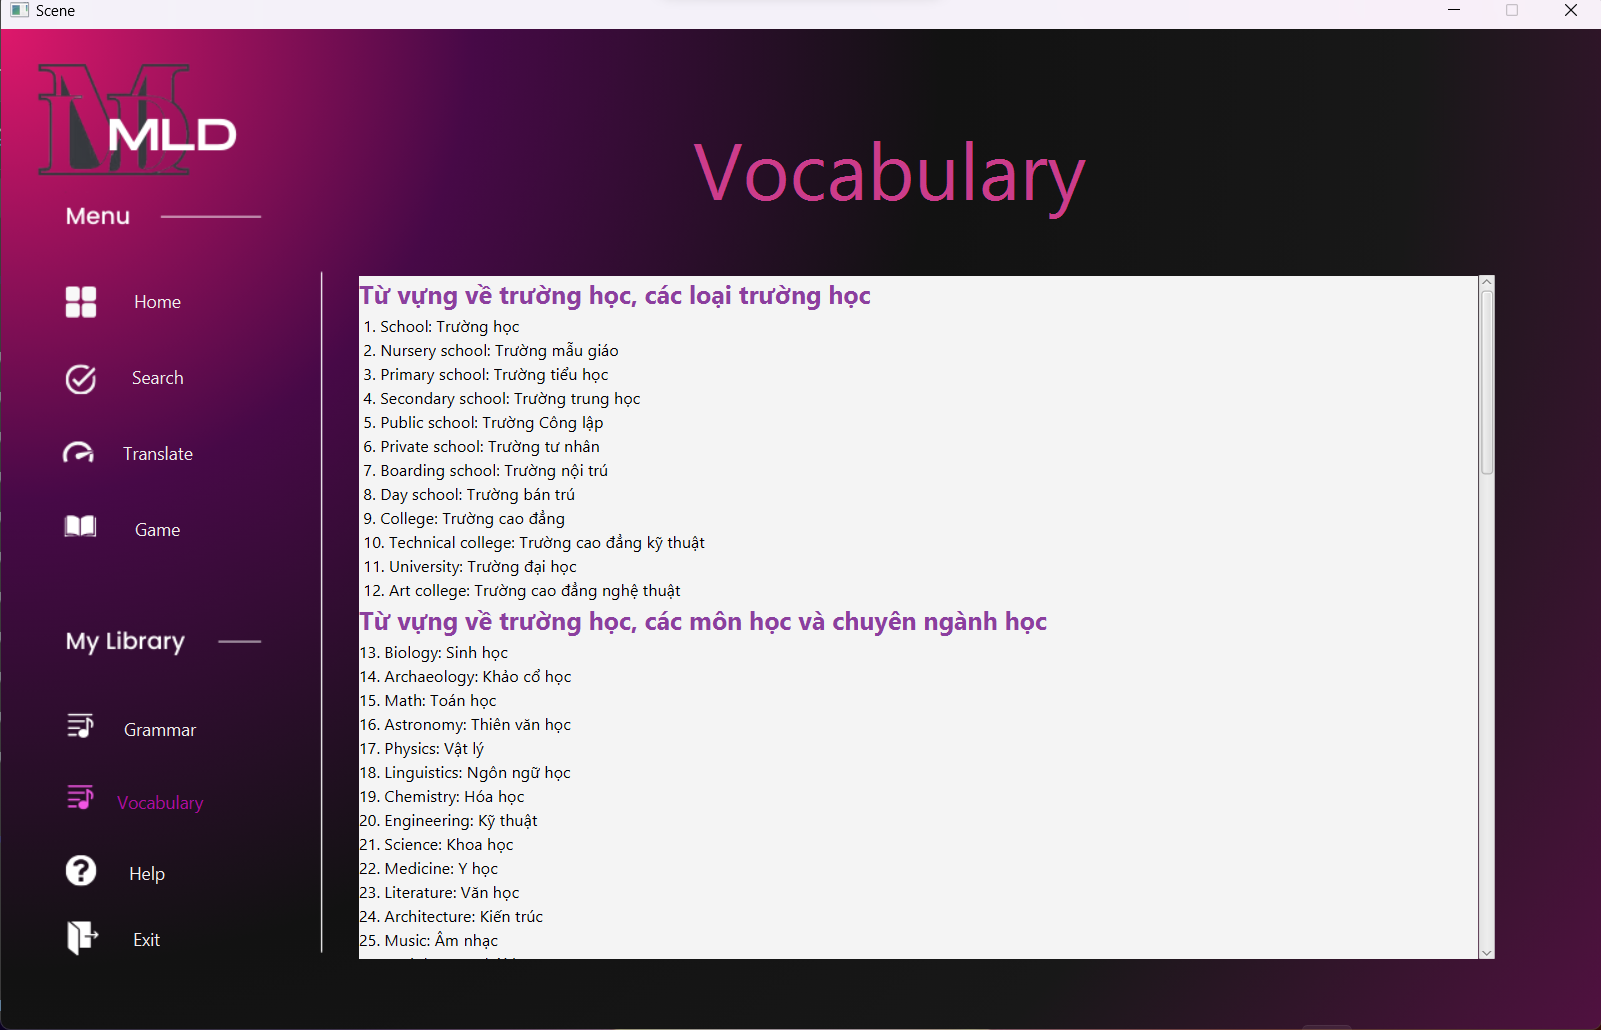 Scene
MLD
Menu
Home
Search
Translate
Game
My Library
Grammar
Vocabulary
Help
Exit
Vocabulary
Từ vựng về trường học, các loại trường học
1. School: Trường học
2. Nursery school: Trường mẫu giáo
3. Primary school: Trường tiểu học
4. Secondary school: Trường trung học
5. Public school: Trường Công lập
6. Private school: Trường tư nhân
7. Boarding school: Trường nội trú
8. Day school: Trường bán trú
9. College: Trường cao đẳng
10. Technical college: Trường cao đẳng kỹ thuật
11. University: Trường đại học
12. Art college: Trường cao đẳng nghệ thuật
Từ vựng về trường học, các môn học và chuyên ngành học
13. Biology: Sinh học
14. Archaeology: Khảo cổ học
15. Math: Toán học
16. Astronomy: Thiên văn học
17. Physics: Vật lý
18. Linguistics: Ngôn ngữ học
19. Chemistry: Hóa học
20. Engineering: Kỹ thuật
21. Science: Khoa học
22. Medicine: Y học
23. Literature: Văn học
24. Architecture: Kiến trúc
25. Music: Âm nhạc